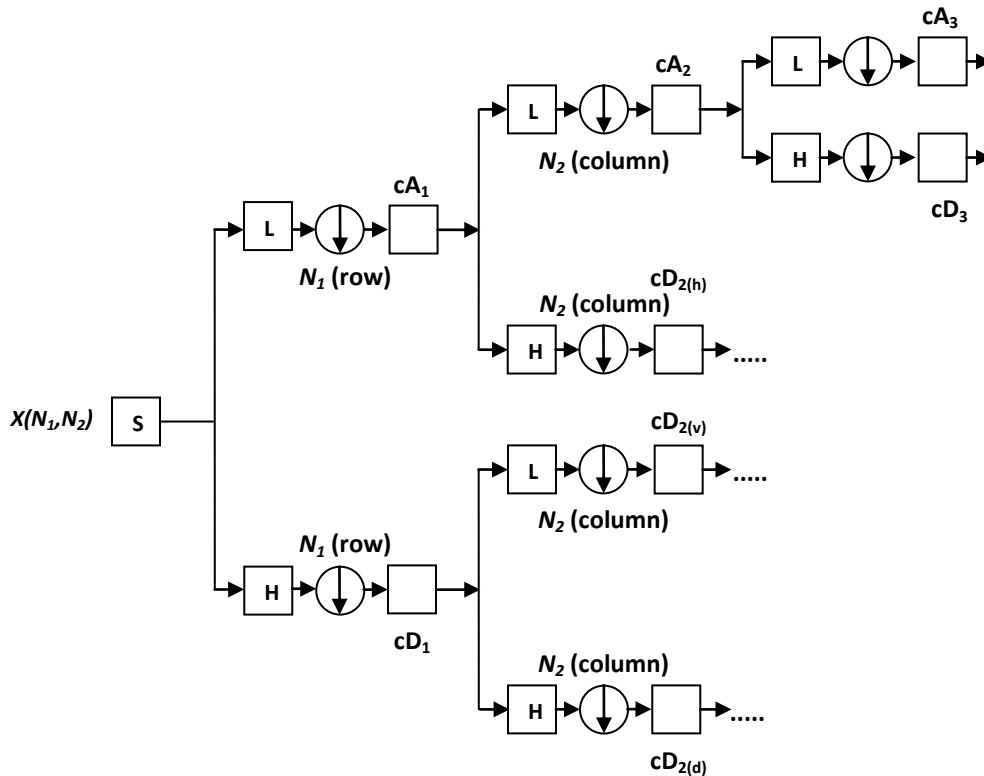 cA₃
L
cA₂
L
N₂ (column)
H
cD₃
cA₁
L
N₁ (row)
cD₂₍ₕ₎
N₂ (column)
H
.....
X(N₁,N₂)
S
cD₂₍ᵥ₎
L
.....
N₂ (column)
N₁ (row)
H
cD₁
N₂ (column)
H
.....
cD₂₍d₎